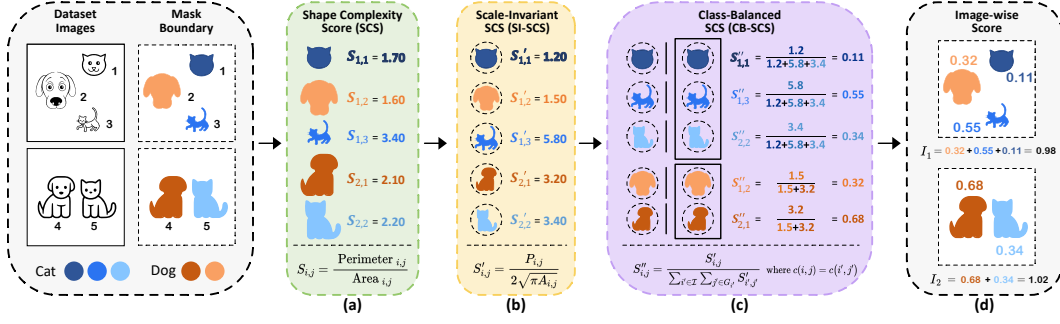 Dataset
Images
Mask
Boundary
1
2
3
1
2
3
4
5
4
5
Cat
Dog
Shape Complexity
Score (SCS)
S1,1 = 1.70
S1,2 = 1.60
S1,3 = 3.40
S2,1 = 2.10
S2,2 = 2.20
Si,j = Perimeter i,j / Area i,j
(a)
Scale-Invariant
SCS (SI-SCS)
S′1,1 = 1.20
S′1,2 = 1.50
S′1,3 = 5.80
S′2,1 = 3.20
S′2,2 = 3.40
S′i,j = Pi,j / 2√πAi,j
(b)
Class-Balanced
SCS (CB-SCS)
S′′1,1 = 1.2 / 1.2+5.8+3.4 = 0.11
S′′1,3 = 5.8 / 1.2+5.8+3.4 = 0.55
S′′2,2 = 3.4 / 1.2+5.8+3.4 = 0.34
S′′1,2 = 1.5 / 1.5+3.2 = 0.32
S′′2,1 = 3.2 / 1.5+3.2 = 0.68
S′′i,j = S′i,j / ∑i′∈I ∑j′∈Gi′ S′i′,j′ where c(i, j) = c(i′, j′)
(c)
Image-wise
Score
0.32
0.11
0.55
I1 = 0.32 + 0.55 + 0.11 = 0.98
0.68
0.34
I2 = 0.68 + 0.34 = 1.02
(d)